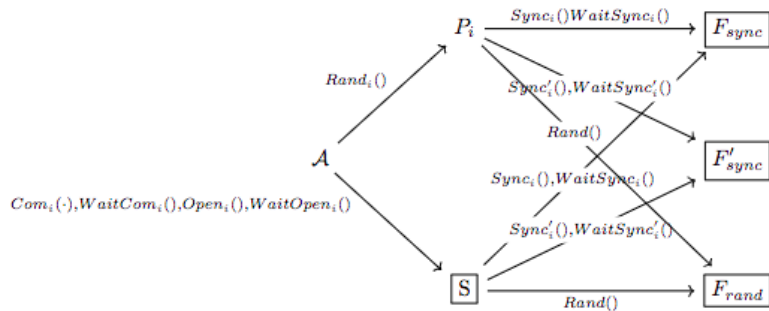 Sync_i()WaitSync_i()
P_i
F_sync
Rand_i()
Sync'_i(),WaitSync'_i()
Rand()
A
F'_sync
Sync_i(),WaitSync_i()
Com_i(·),WaitCom_i(),Open_i(),WaitOpen_i()
Sync'_i(),WaitSync'_i()
S
F_rand
Rand()